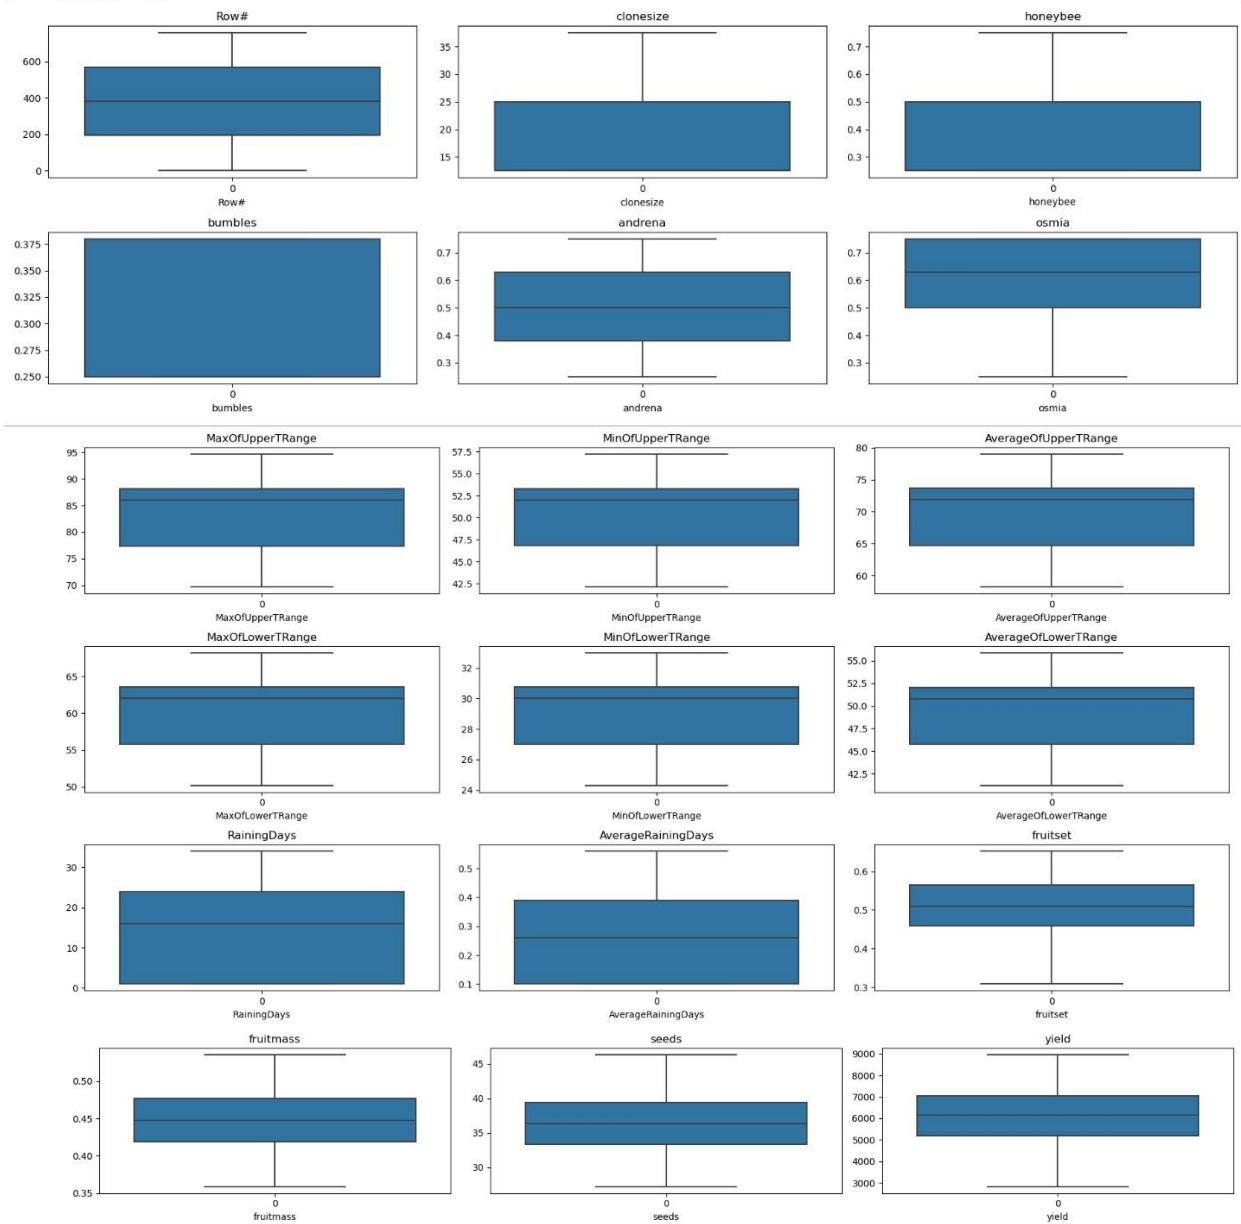 Row# clonesize honeybee
600 400 200 0
35 30 25 20 15
0.7 0.6 0.5 0.4 0.3
0 0 0
Row# clonesize honeybee
bumbles andrena osmia
0.375 0.350 0.325 0.300 0.275 0.250
0.7 0.6 0.5 0.4 0.3
0.7 0.6 0.5 0.4 0.3
0 0 0
bumbles andrena osmia
MaxOfUpperTRange MinOfUpperTRange AverageOfUpperTRange
95 90 85 80 75 70
57.5 55.0 52.5 50.0 47.5 45.0 42.5
80 75 70 65 60
0 0 0
MaxOfUpperTRange MinOfUpperTRange AverageOfUpperTRange
MaxOfLowerTRange MinOfLowerTRange AverageOfLowerTRange
65 60 55 50
32 30 28 26 24
55.0 52.5 50.0 47.5 45.0 42.5
0 0 0
MaxOfLowerTRange MinOfLowerTRange AverageOfLowerTRange
RainingDays AverageRainingDays fruitset
30 20 10 0
0.5 0.4 0.3 0.2 0.1
0.6 0.5 0.4 0.3
0 0 0
RainingDays AverageRainingDays fruitset
fruitmass seeds yield
0.50 0.45 0.40 0.35
45 40 35 30
9000 8000 7000 6000 5000 4000 3000
0 0 0
fruitmass seeds yield